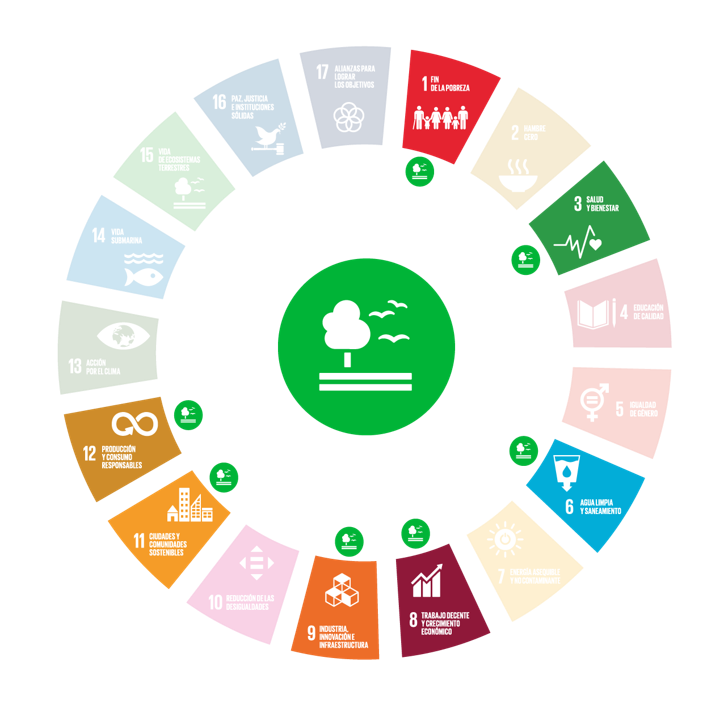 1 FIN
DE LA POBREZA
2 HAMBRE
CERO
3 SALUD
Y BIENESTAR
4 EDUCACIÓN
DE CALIDAD
5 IGUALDAD
DE GÉNERO
6 AGUA LIMPIA
Y SANEAMIENTO
7 ENERGÍA ASEQUIBLE
Y NO CONTAMINANTE
8 TRABAJO DECENTE
Y CRECIMIENTO
ECONÓMICO
9 INDUSTRIA,
INNOVACIÓN E
INFRAESTRUCTURA
10 REDUCCIÓN DE LAS
DESIGUALDADES
11 CIUDADES Y
COMUNIDADES
SOSTENIBLES
12 PRODUCCIÓN
Y CONSUMO
RESPONSABLES
13 ACCIÓN
POR EL CLIMA
14 VIDA
SUBMARINA
15 VIDA
DE ECOSISTEMAS
TERRESTRES
16 PAZ, JUSTICIA
E INSTITUCIONES
SÓLIDAS
17 ALIANZAS PARA
LOGRAR
LOS OBJETIVOS